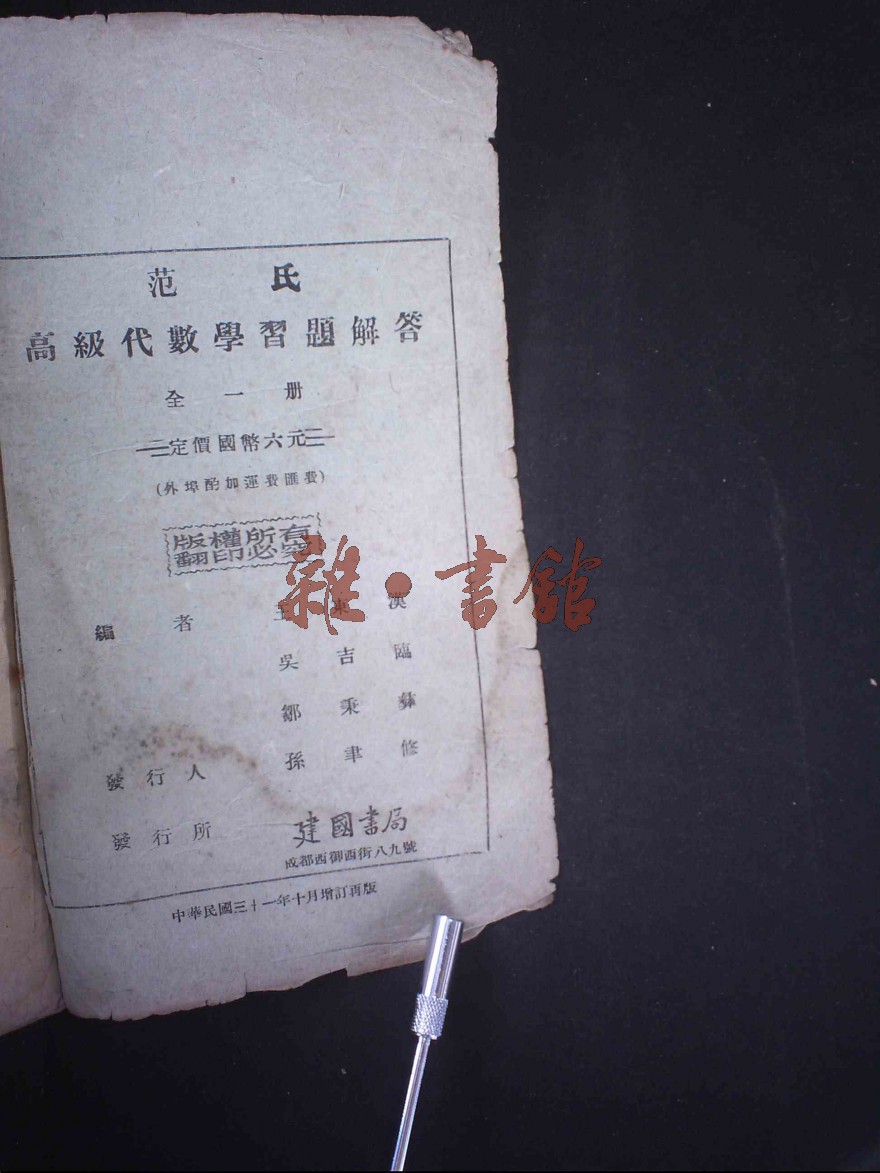 范氏
高級代數學習題解答
全一册
定價國幣六元
(外埠酌加運費匯費)
版權所有
翻印必究
雜·書館
編者 王東漢
吳吉臨
鄒秉彝
發行人 孫聿修
發行所 建國書局
成都西御西街八九號
中華民國三十一年十月增訂再版